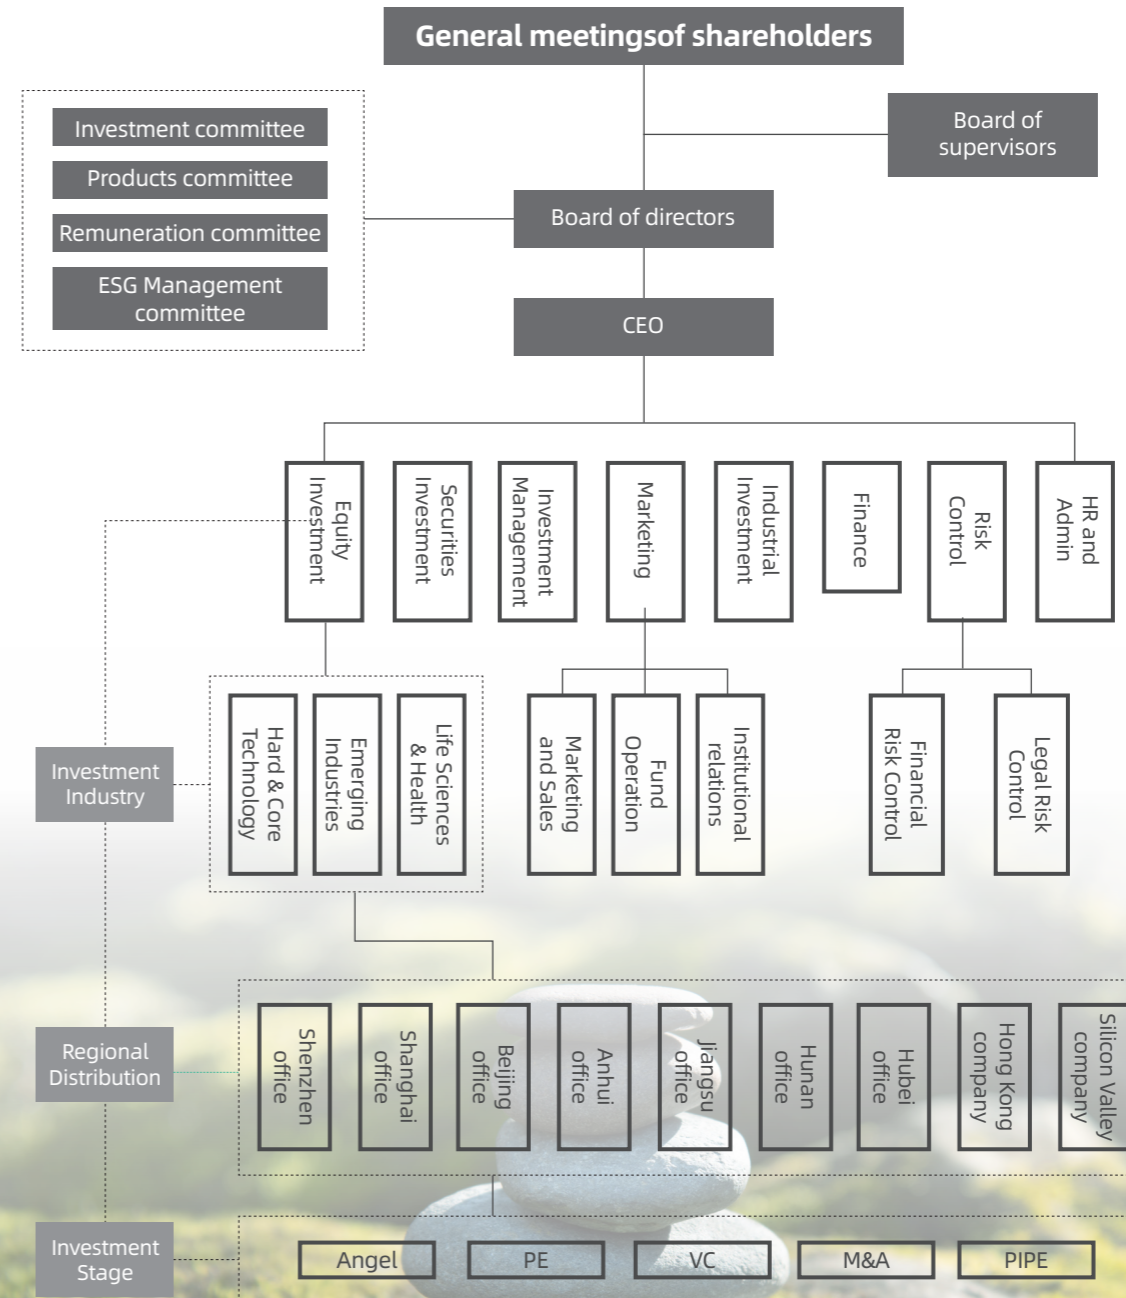 General meetingsof shareholders
Board of
supervisors
Investment committee
Products committee
Remuneration committee
ESG Management
committee
Board of directors
CEO
Equity
Investment
Securities
Investment
Investment
Management
Marketing
Industrial
Investment
Finance
Risk
Control
HR and
Admin
Investment
Industry
Hard & Core
Technology
Emerging
Industries
Life Sciences
& Health
Marketing
and Sales
Fund
Operation
Institutional
relations
Financial
Risk Control
Legal Risk
Control
Regional
Distribution
Shenzhen
office
Shanghai
office
Beijing
office
Anhui
office
Jiangsu
office
Hunan
office
Hubei
office
Hong Kong
company
Silicon Valley
company
Investment
Stage
Angel
PE
VC
M&A
PIPE